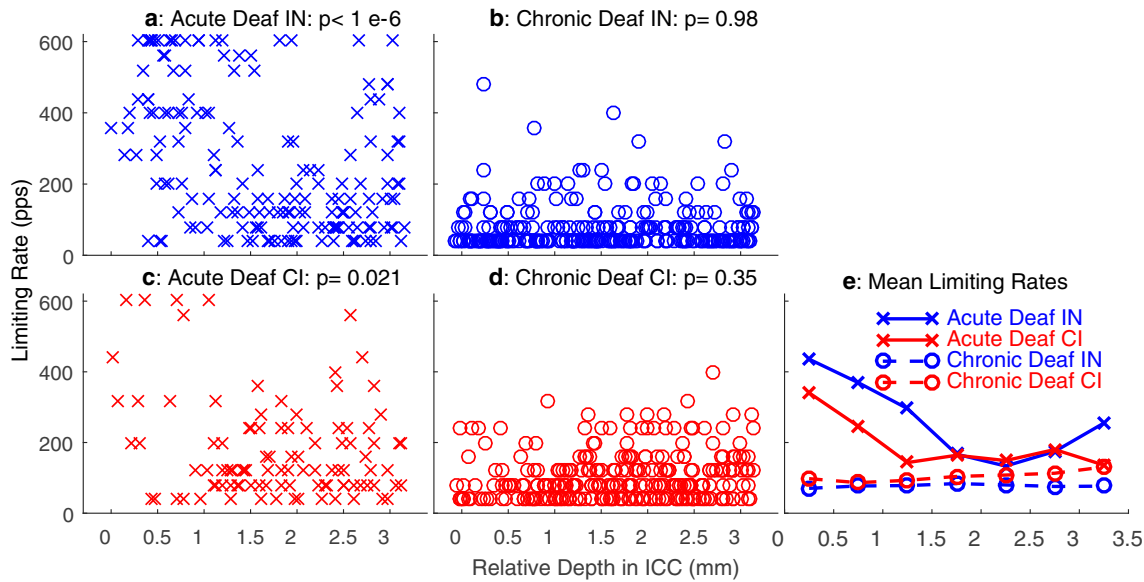 a: Acute Deaf IN: p< 1 e-6
b: Chronic Deaf IN: p= 0.98
600
400
200
0
Limiting Rate (pps)
c: Acute Deaf CI: p= 0.021
d: Chronic Deaf CI: p= 0.35
e: Mean Limiting Rates
600
400
200
0
Acute Deaf IN
Acute Deaf CI
Chronic Deaf IN
Chronic Deaf CI
0 0.5 1 1.5 2 2.5 3
0 0.5 1 1.5 2 2.5 3
0 0.5 1 1.5 2 2.5 3 3.5
Relative Depth in ICC (mm)